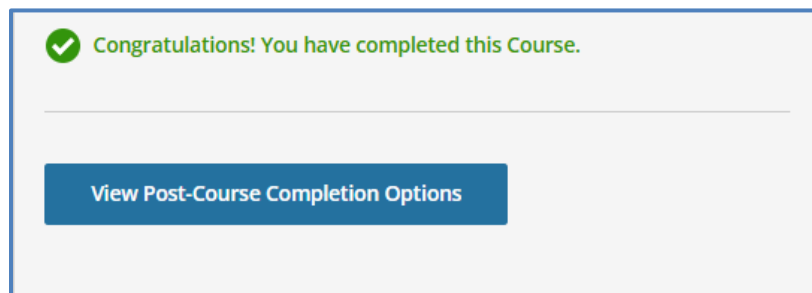 Congratulations! You have completed this Course.
View Post-Course Completion Options